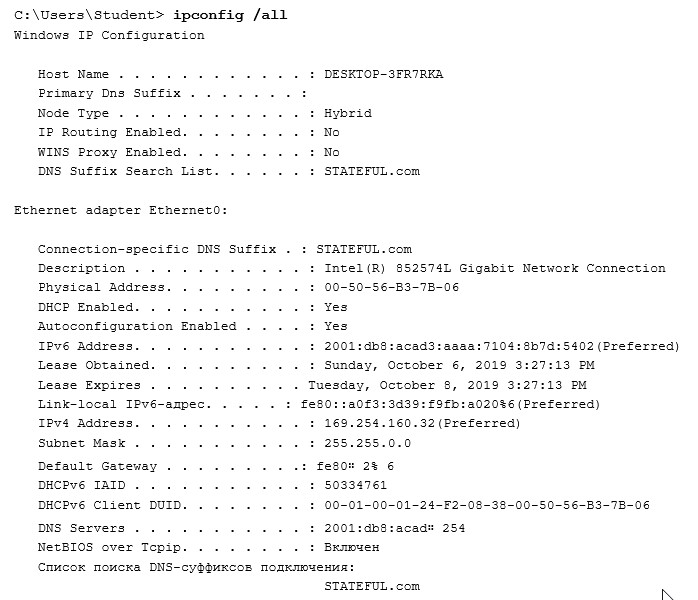 C:\Users\Student> ipconfig /all
Windows IP Configuration
Host Name . . . . . . . . . . . . : DESKTOP-3FR7RKA
Primary Dns Suffix . . . . . . . :
Node Type . . . . . . . . . . . . : Hybrid
IP Routing Enabled. . . . . . . . : No
WINS Proxy Enabled. . . . . . . . : No
DNS Suffix Search List. . . . . . : STATEFUL.com
Ethernet adapter Ethernet0:
Connection-specific DNS Suffix . : STATEFUL.com
Description . . . . . . . . . . . : Intel(R) 852574L Gigabit Network Connection
Physical Address. . . . . . . . . : 00-50-56-B3-7B-06
DHCP Enabled. . . . . . . . . . . : Yes
Autoconfiguration Enabled . . . . : Yes
IPv6 Address. . . . . . . . . . . : 2001:db8:acad3:aaaa:7104:8b7d:5402(Preferred)
Lease Obtained. . . . . . . . . . : Sunday, October 6, 2019 3:27:13 PM
Lease Expires . . . . . . . . . . Tuesday, October 8, 2019 3:27:13 PM
Link-local IPv6-адрес. . . . . : fe80::a0f3:3d39:f9fb:a020%6(Preferred)
IPv4 Address. . . . . . . . . . . : 169.254.160.32(Preferred)
Subnet Mask . . . . . . . . . . . : 255.255.0.0
Default Gateway . . . . . . . . .: fe80:: 2% 6
DHCPv6 IAID . . . . . . . . . . . : 50334761
DHCPv6 Client DUID. . . . . . . . : 00-01-00-01-24-F2-08-38-00-50-56-B3-7B-06
DNS Servers . . . . . . . . . . . : 2001:db8:acad:: 254
NetBIOS over Tcpip. . . . . . . . : Включен
Список поиска DNS-суффиксов подключения:
STATEFUL.com